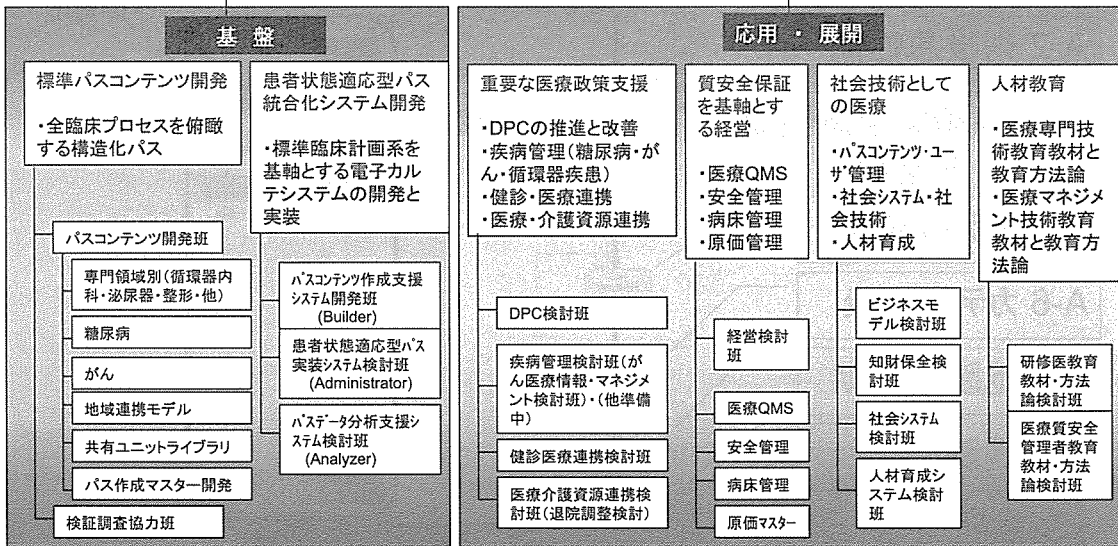 基 盤
標準パスコンテンツ開発
・全臨床プロセスを俯瞰
する構造化パス
患者状態適応型パス
統合化システム開発
・標準臨床計画系を
基軸とする電子カル
テシステムの開発と
実装
パスコンテンツ開発班
専門領域別(循環器内
科・泌尿器・整形・他)
糖尿病
がん
地域連携モデル
共有ユニットライブラリ
パス作成マスター開発
検証調査協力班
パスコンテンツ作成支援
システム開発班
(Builder)
患者状態適応型パス
実装システム検討班
(Administrator)
パスデータ分析支援シ
ステム検討班
(Analyzer)
応用 ・ 展開
重要な医療政策支援
・DPCの推進と改善
・疾病管理(糖尿病・が
ん・循環器疾患)
・健診・医療連携
・医療・介護資源連携
質安全保証
を基軸とす
る経営
・医療QMS
・安全管理
・病床管理
・原価管理
社会技術として
の医療
・パスコンテンツ・ユー
ザ管理
・社会システム・社
会技術
・人材育成
人材教育
・医療専門技
術教育教材と
教育方法論
・医療マネジ
メント技術教育
教材と教育方
法論
DPC検討班
疾病管理検討班(が
ん医療情報・マネジメ
ント検討班)・(他準備
中)
健診医療連携検討班
医療介護資源連携検
討班(退院調整検討)
経営検討
班
医療QMS
安全管理
病床管理
原価マスター
ビジネスモ
デル検討班
知財保全検
討班
社会システム
検討班
人材育成シ
ステム検討
班
研修医教育
教材・方法
論検討班
医療質安全
管理者教育
教材・方法
論検討班